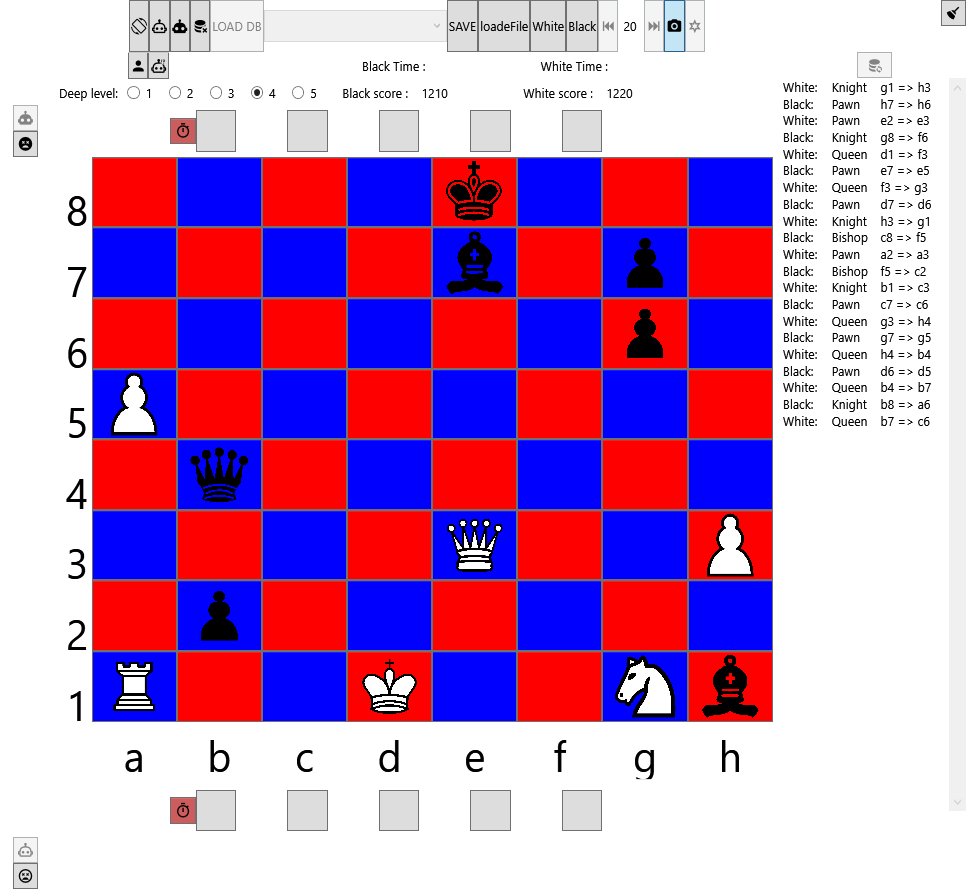 LOAD DB SAVE loadeFile White Black 20
Black Time : White Time :
Deep level: 1 2 3 4 5 Black score : 1210 White score : 1220
White: Knight g1 => h3
Black: Pawn h7 => h6
White: Pawn e2 => e3
Black: Knight g8 => f6
White: Queen d1 => f3
Black: Pawn e7 => e5
White: Queen f3 => g3
Black: Pawn d7 => d6
White: Knight h3 => g1
Black: Bishop c8 => f5
White: Pawn a2 => a3
Black: Bishop f5 => c2
White: Knight b1 => c3
Black: Pawn c7 => c6
White: Queen g3 => h4
Black: Pawn g7 => g5
White: Queen h4 => b4
Black: Pawn d6 => d5
White: Queen b4 => b7
Black: Knight b8 => a6
White: Queen b7 => c6
8
7
6
5
4
3
2
1
a b c d e f g h